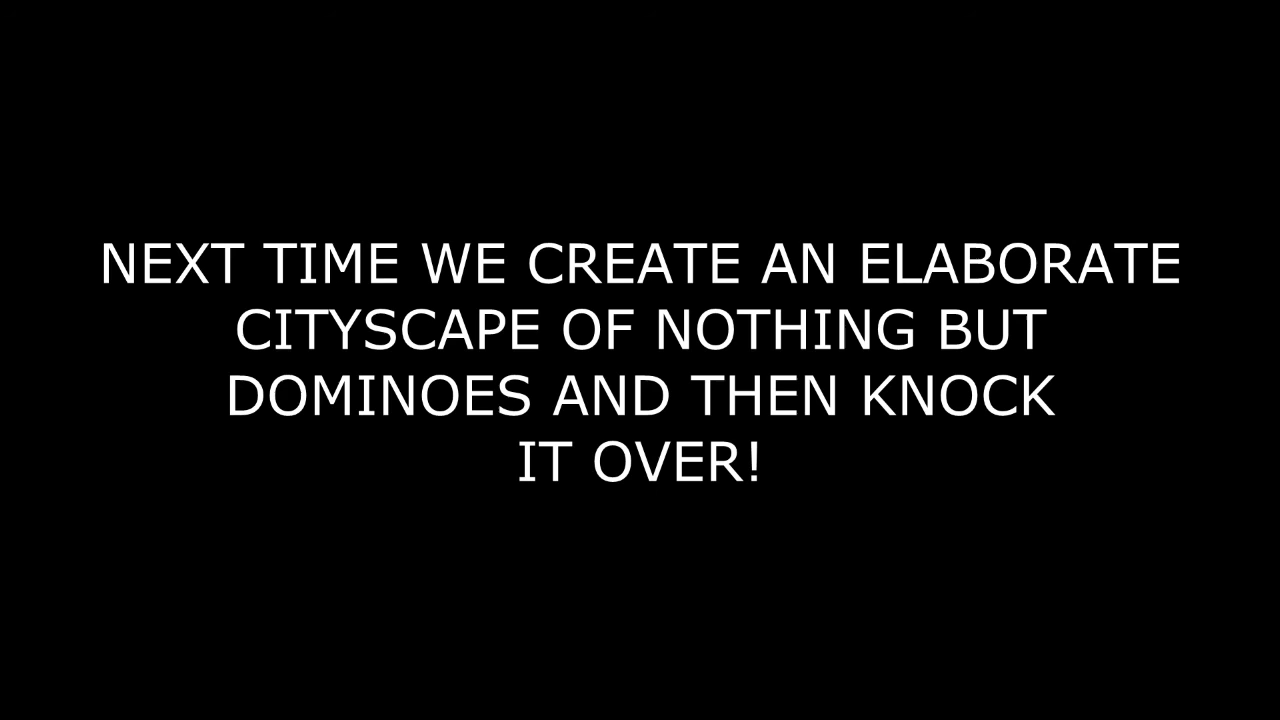 NEXT TIME WE CREATE AN ELABORATE
CITYSCAPE OF NOTHING BUT
DOMINOES AND THEN KNOCK
IT OVER!